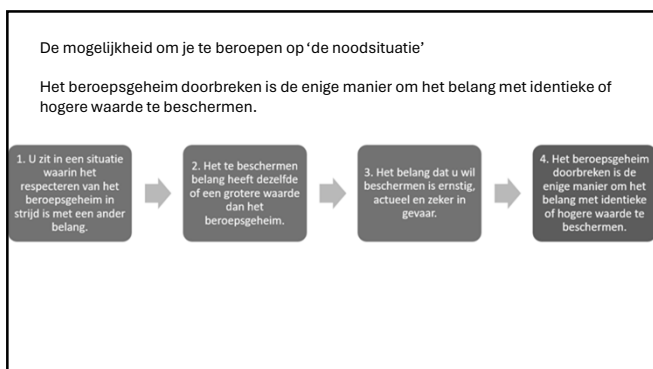 De mogelijkheid om je te beroepen op ‘de noodsituatie’
Het beroepsgeheim doorbreken is de enige manier om het belang met identieke of
hogere waarde te beschermen.
1. U zit in een situatie
waarin het
respecteren van het
beroepsgeheim in
strijd is met een ander
belang.
2. Het te beschermen
belang heeft dezelfde
of een grotere waarde
dan het
beroepsgeheim.
3. Het belang dat u wil
beschermen is ernstig,
actueel en zeker in
gevaar.
4. Het beroepsgeheim
doorbreken is de
enige manier om het
belang met identieke
of hogere waarde te
beschermen.